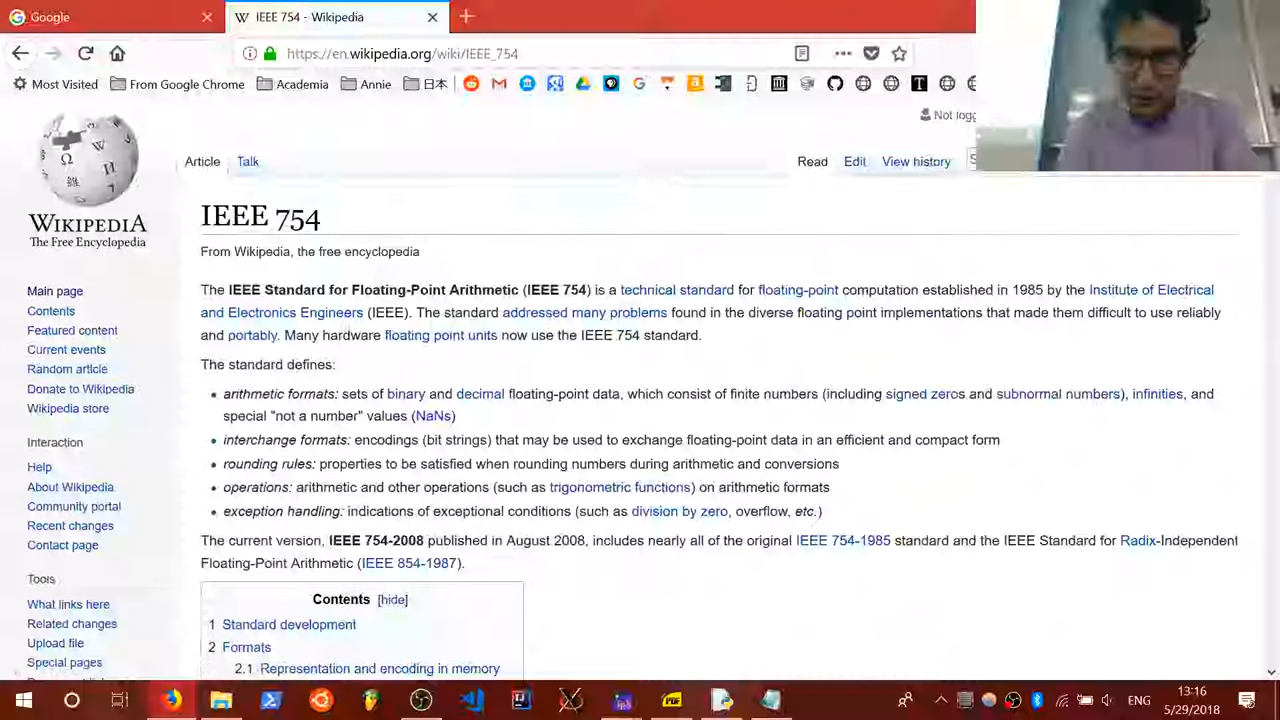 Google
IEEE 754 - Wikipedia
https://en.wikipedia.org/wiki/IEEE_754
Most Visited From Google Chrome Academia Annie 日本
Not logg
Article Talk Read Edit View history S
WIKIPEDIA
The Free Encyclopedia
Main page
Contents
Featured content
Current events
Random article
Donate to Wikipedia
Wikipedia store
Interaction
Help
About Wikipedia
Community portal
Recent changes
Contact page
Tools
What links here
Related changes
Upload file
Special pages
IEEE 754
From Wikipedia, the free encyclopedia
The IEEE Standard for Floating-Point Arithmetic (IEEE 754) is a technical standard for floating-point computation established in 1985 by the Institute of Electrical
and Electronics Engineers (IEEE). The standard addressed many problems found in the diverse floating point implementations that made them difficult to use reliably
and portably. Many hardware floating point units now use the IEEE 754 standard.
The standard defines:
• arithmetic formats: sets of binary and decimal floating-point data, which consist of finite numbers (including signed zeros and subnormal numbers), infinities, and
special "not a number" values (NaNs)
• interchange formats: encodings (bit strings) that may be used to exchange floating-point data in an efficient and compact form
• rounding rules: properties to be satisfied when rounding numbers during arithmetic and conversions
• operations: arithmetic and other operations (such as trigonometric functions) on arithmetic formats
• exception handling: indications of exceptional conditions (such as division by zero, overflow, etc.)
The current version, IEEE 754-2008 published in August 2008, includes nearly all of the original IEEE 754-1985 standard and the IEEE Standard for Radix-Independent
Floating-Point Arithmetic (IEEE 854-1987).
Contents [hide]
1 Standard development
2 Formats
2.1 Representation and encoding in memory
ENG
13:16
5/29/2018